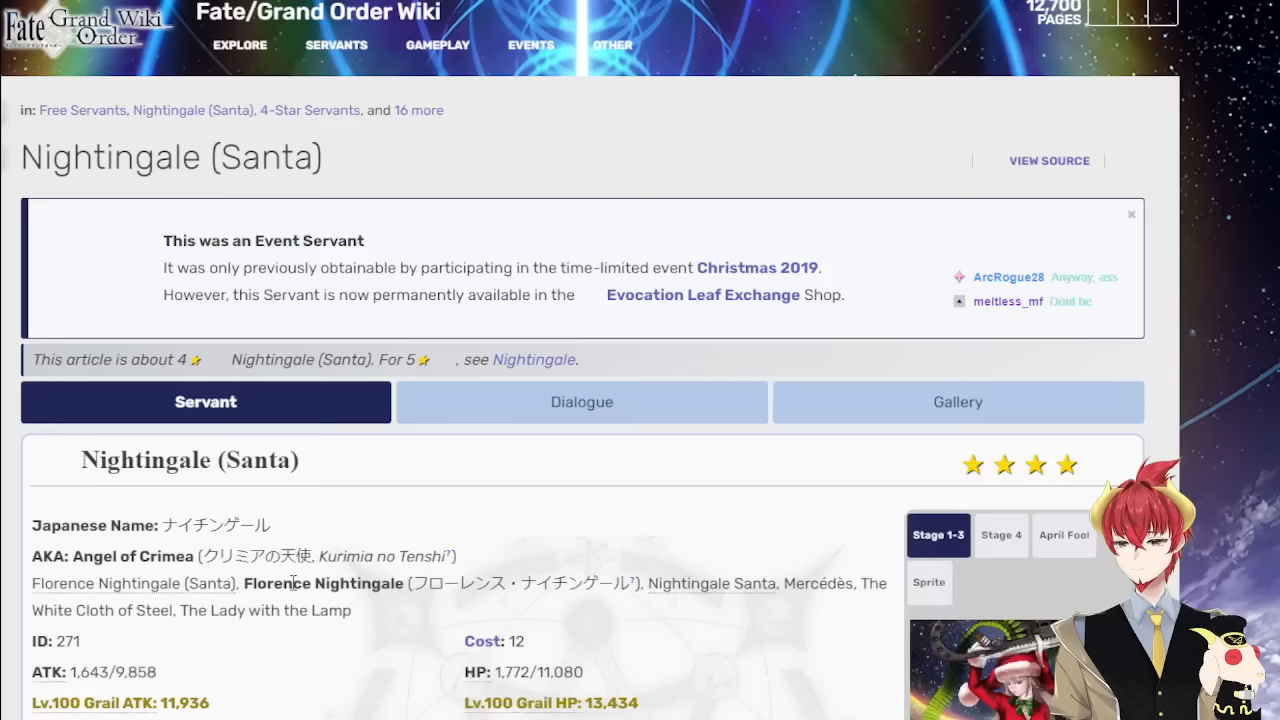 Fate Grand Wiki
Order
Fate/Grand Order Wiki
12,700
PAGES
EXPLORE SERVANTS GAMEPLAY EVENTS OTHER
in: Free Servants, Nightingale (Santa), 4-Star Servants, and 16 more
Nightingale (Santa)
VIEW SOURCE
This was an Event Servant
It was only previously obtainable by participating in the time-limited event Christmas 2019.
However, this Servant is now permanently available in the Evocation Leaf Exchange Shop.
ArcRogue28 Anyway, ass
meltless_mf Dont be
This article is about 4★ Nightingale (Santa). For 5★ , see Nightingale.
Servant Dialogue Gallery
Nightingale (Santa)
Japanese Name: ナイチンゲール
AKA: Angel of Crimea (クリミアの天使, Kurimia no Tenshi?)
Florence Nightingale (Santa), Florence Nightingale (フローレンス・ナイチンゲール?), Nightingale Santa, Mercédès, The
White Cloth of Steel, The Lady with the Lamp
ID: 271
Cost: 12
ATK: 1,643/9,858
HP: 1,772/11,080
Lv.100 Grail ATK: 11,936
Lv.100 Grail HP: 13,434
Stage 1-3 Stage 4 April Fool
Sprite